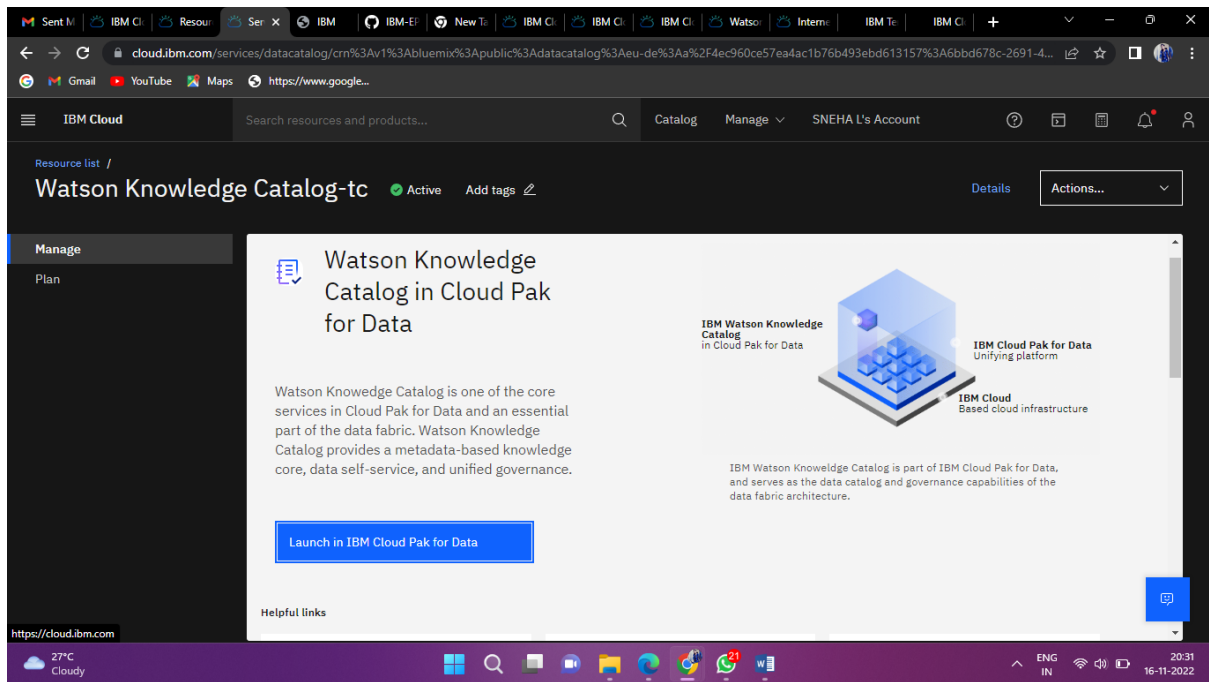 Sent M
IBM Clo
Resour
Ser
IBM
IBM-EP
New Ta
IBM Clo
IBM Clo
IBM Clo
Watsor
Interne
IBM Te
IBM Clo
cloud.ibm.com/services/datacatalog/crn%3Av1%3Abluemix%3Apublic%3Adatacatalog%3Aeu-de%3Aa%2F4ec960ce57ea4ac1b76b493ebd613157%3A6bbd678c-2691-4...
Gmail
YouTube
Maps
https://www.google...
IBM Cloud
Search resources and products...
Catalog
Manage
SNEHA L's Account
Resource list /
Watson Knowledge Catalog-tc
Active
Add tags
Details
Actions...
Manage
Plan
Watson Knowledge
Catalog in Cloud Pak
for Data
Watson Knowedge Catalog is one of the core
services in Cloud Pak for Data and an essential
part of the data fabric. Watson Knowledge
Catalog provides a metadata-based knowledge
core, data self-service, and unified governance.
Launch in IBM Cloud Pak for Data
IBM Watson Knowledge
Catalog
in Cloud Pak for Data
IBM Cloud Pak for Data
Unifying platform
IBM Cloud
Based cloud infrastructure
IBM Watson Knoweldge Catalog is part of IBM Cloud Pak for Data,
and serves as the data catalog and governance capabilities of the
data fabric architecture.
Helpful links
https://cloud.ibm.com
27°C
Cloudy
21
ENG
IN
20:31
16-11-2022